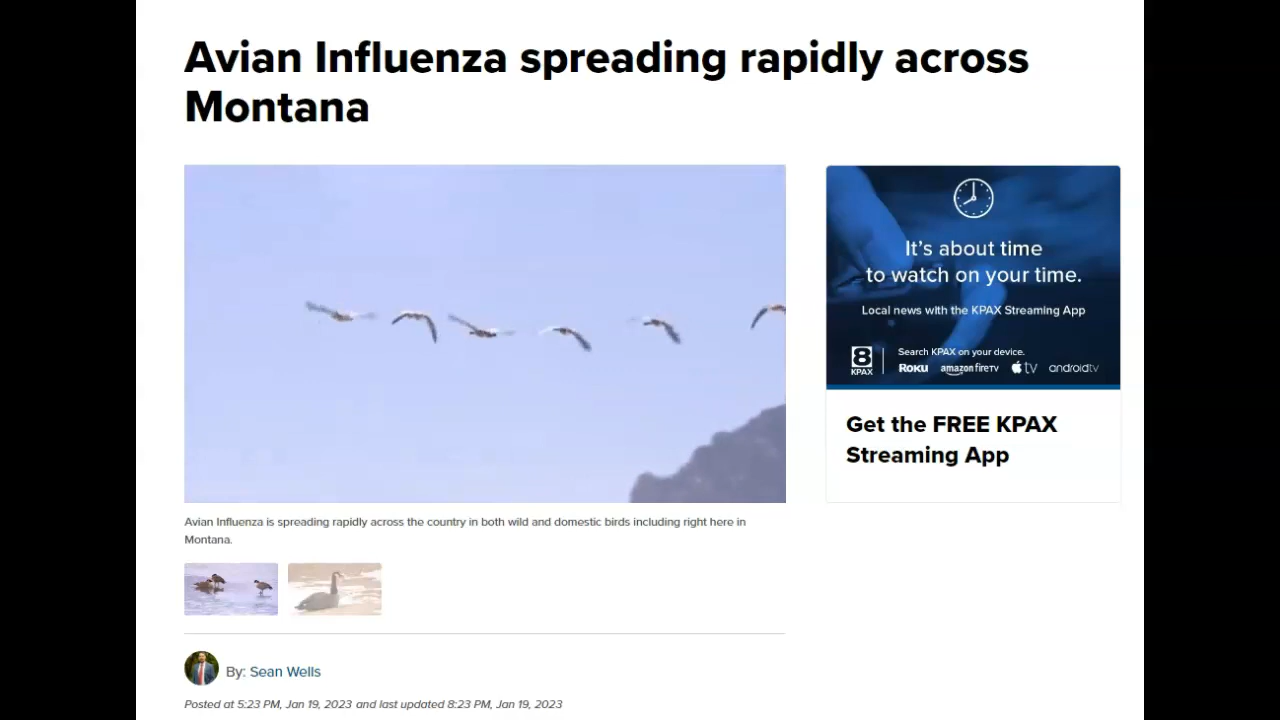 Avian Influenza spreading rapidly across
Montana
It's about time
to watch on your time.
Local news with the KPAX Streaming App
8
KPAX
Search KPAX on your device.
Roku amazon fireTV tv androidtv
Get the FREE KPAX
Streaming App
Avian Influenza is spreading rapidly across the country in both wild and domestic birds including right here in
Montana.
By: Sean Wells
Posted at 5:23 PM, Jan 19, 2023 and last updated 8:23 PM, Jan 19, 2023